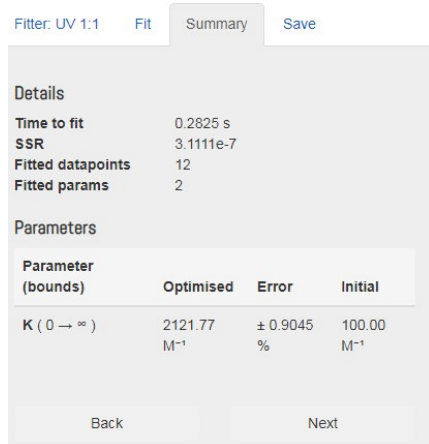 Fitter: UV 1:1 Fit Summary Save
Details
Time to fit 0.2825 s
SSR 3.1111e-7
Fitted datapoints 12
Fitted params 2
Parameters
Parameter
(bounds) Optimised Error Initial
K ( 0 → ∞ ) 2121.77 ± 0.9045 100.00
M⁻¹ % M⁻¹
Back Next